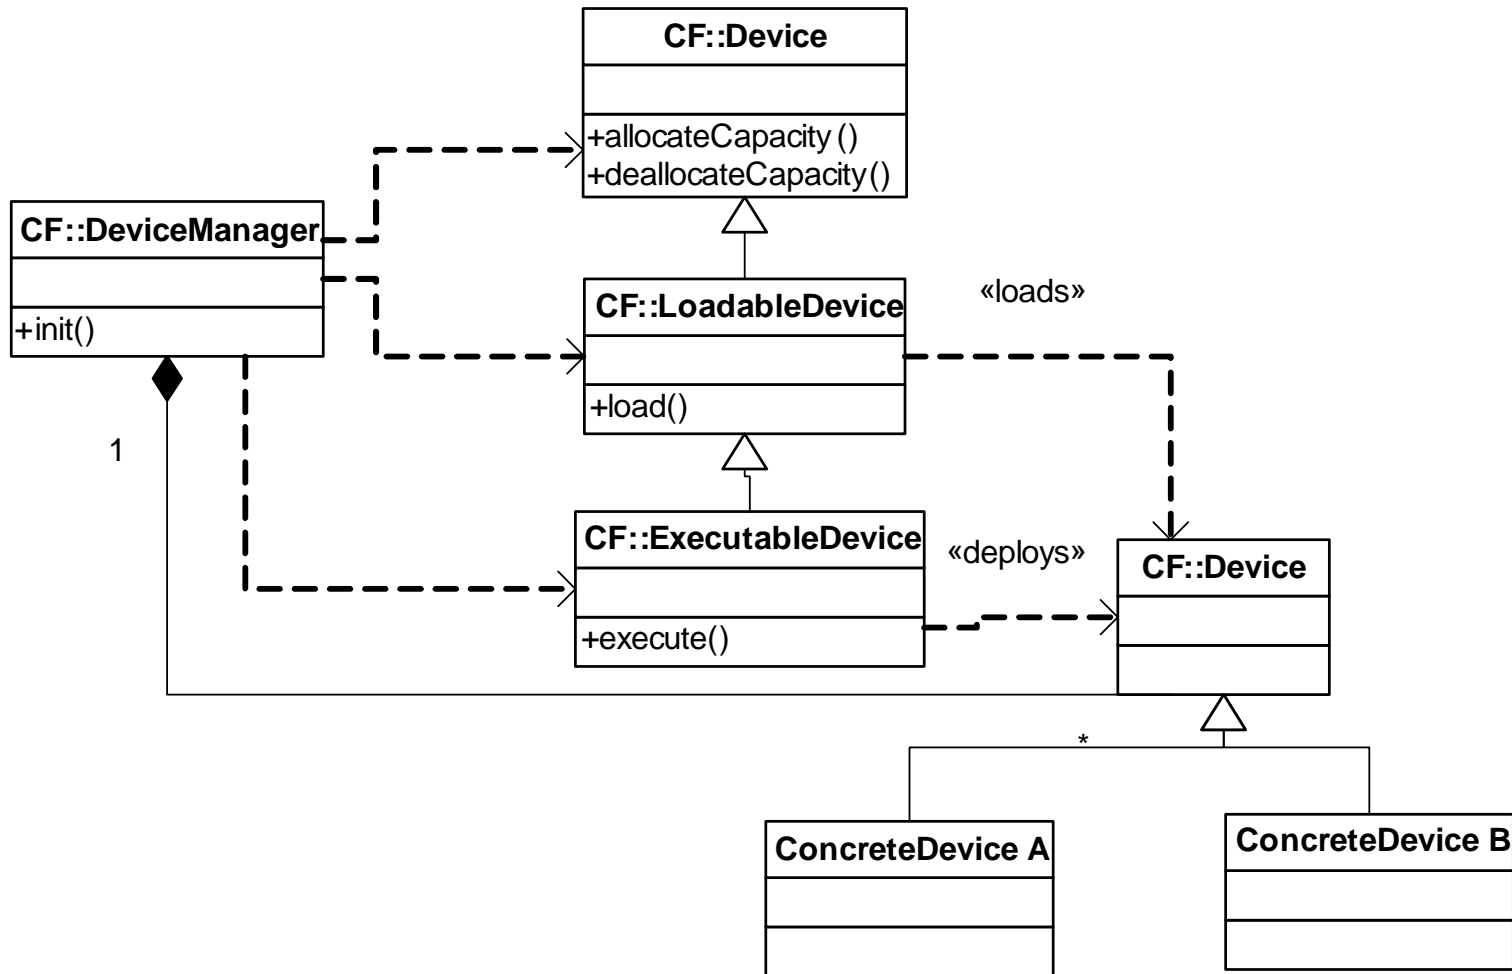 CF::Device
+allocateCapacity()
+deallocateCapacity()
CF::DeviceManager
+init()
CF::LoadableDevice
+load()
«loads»
1
CF::ExecutableDevice
+execute()
«deploys»
CF::Device
*
ConcreteDevice A
ConcreteDevice B